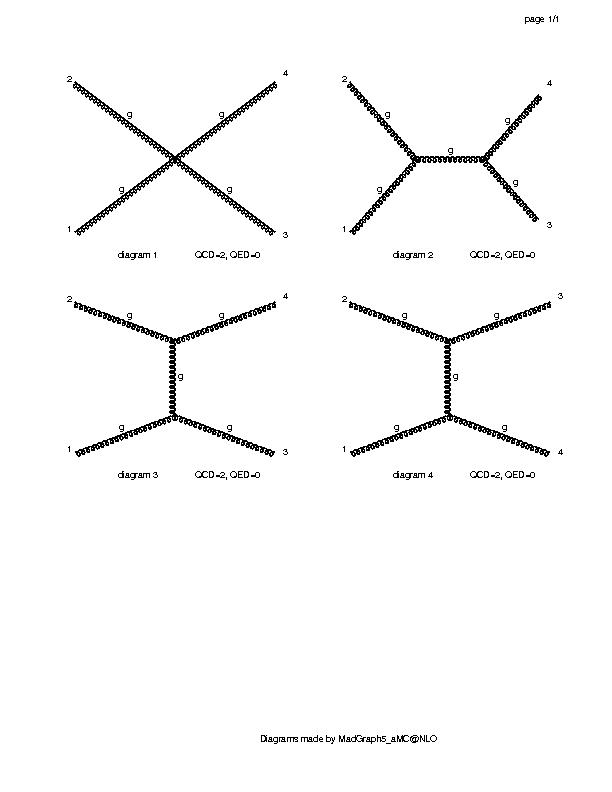 page 1/1
2 4 2 4
g g g g
g
g g g g
1 3 1 3
diagram 1 QCD=2, QED=0 diagram 2 QCD=2, QED=0
2 4 2 3
g g g g
g g
g g g g
1 3 1 4
diagram 3 QCD=2, QED=0 diagram 4 QCD=2, QED=0
Diagrams made by MadGraph5_aMC@NLO